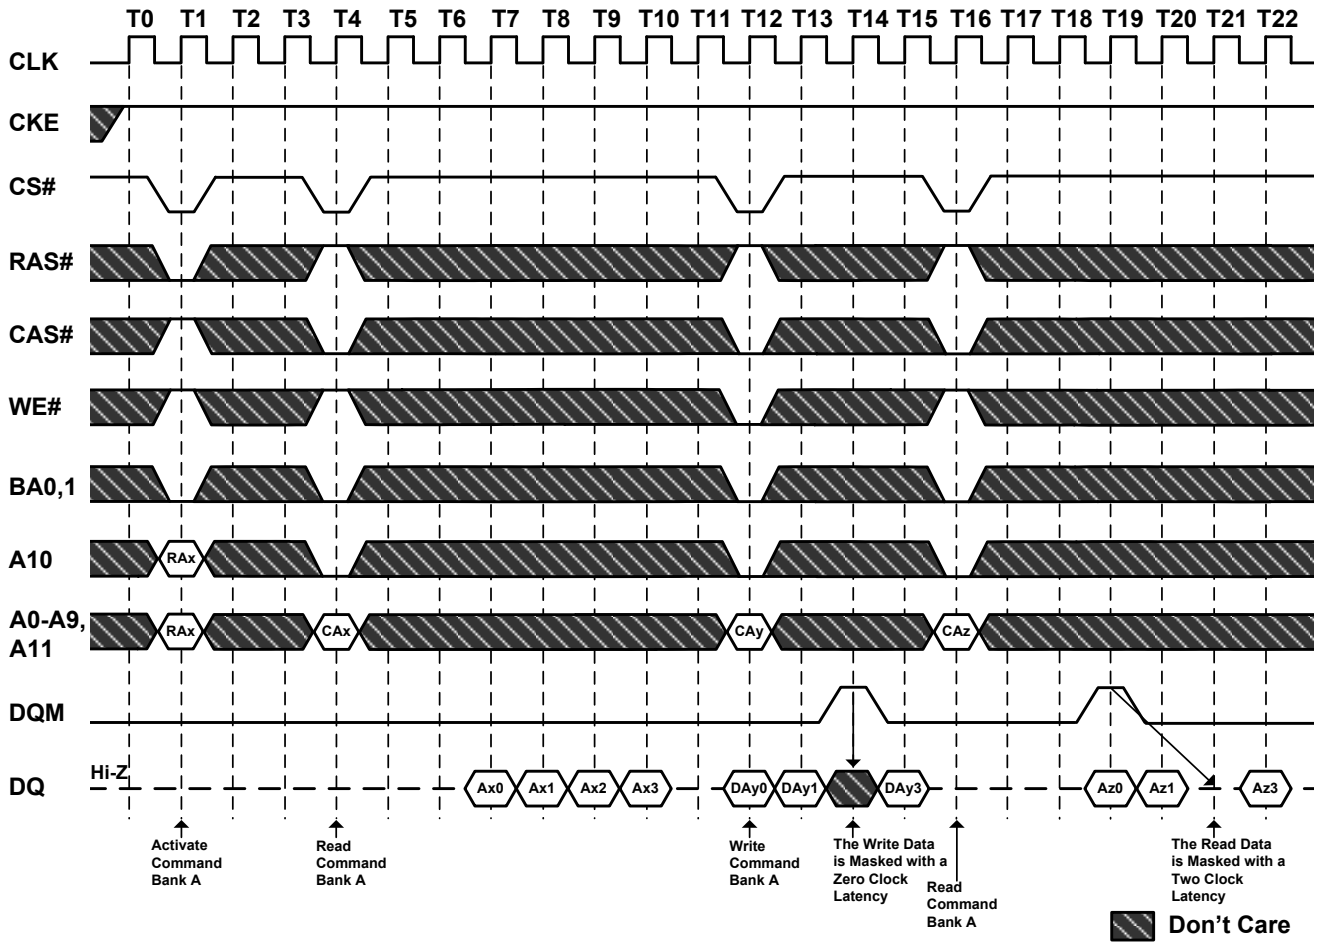 T0 T1 T2 T3 T4 T5 T6 T7 T8 T9 T10 T11 T12 T13 T14 T15 T16 T17 T18 T19 T20 T21 T22
CLK
CKE
CS#
RAS#
CAS#
WE#
BA0,1
A10 RAx
A0-A9,
A11 RAx CAx CAy CAz
DQM
Hi-Z
DQ Ax0 Ax1 Ax2 Ax3 DAy0 DAy1 DAy3 Az0 Az1 Az3
Activate
Command
Bank A
Read
Command
Bank A
Write
Command
Bank A
The Write Data
is Masked with a
Zero Clock
Latency
Read
Command
Bank A
The Read Data
is Masked with a
Two Clock
Latency
Don't Care